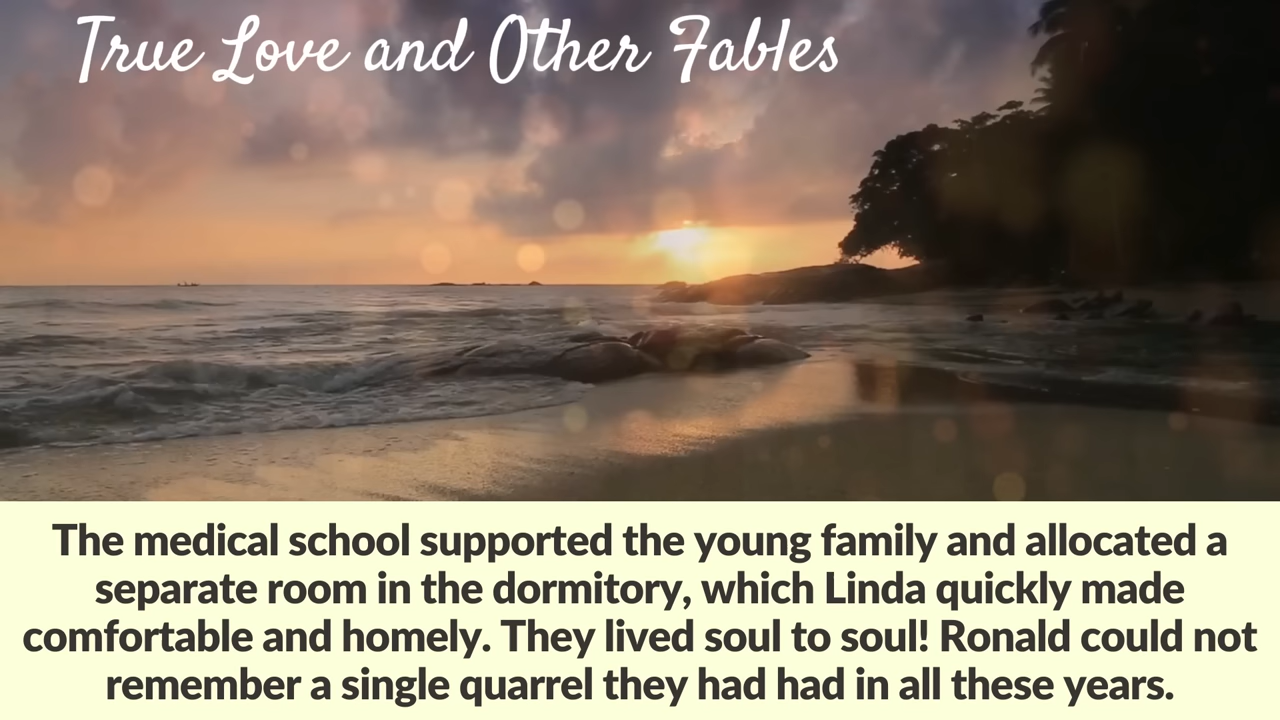 True Love and Other Fables
The medical school supported the young family and allocated a
separate room in the dormitory, which Linda quickly made
comfortable and homely. They lived soul to soul! Ronald could not
remember a single quarrel they had had in all these years.